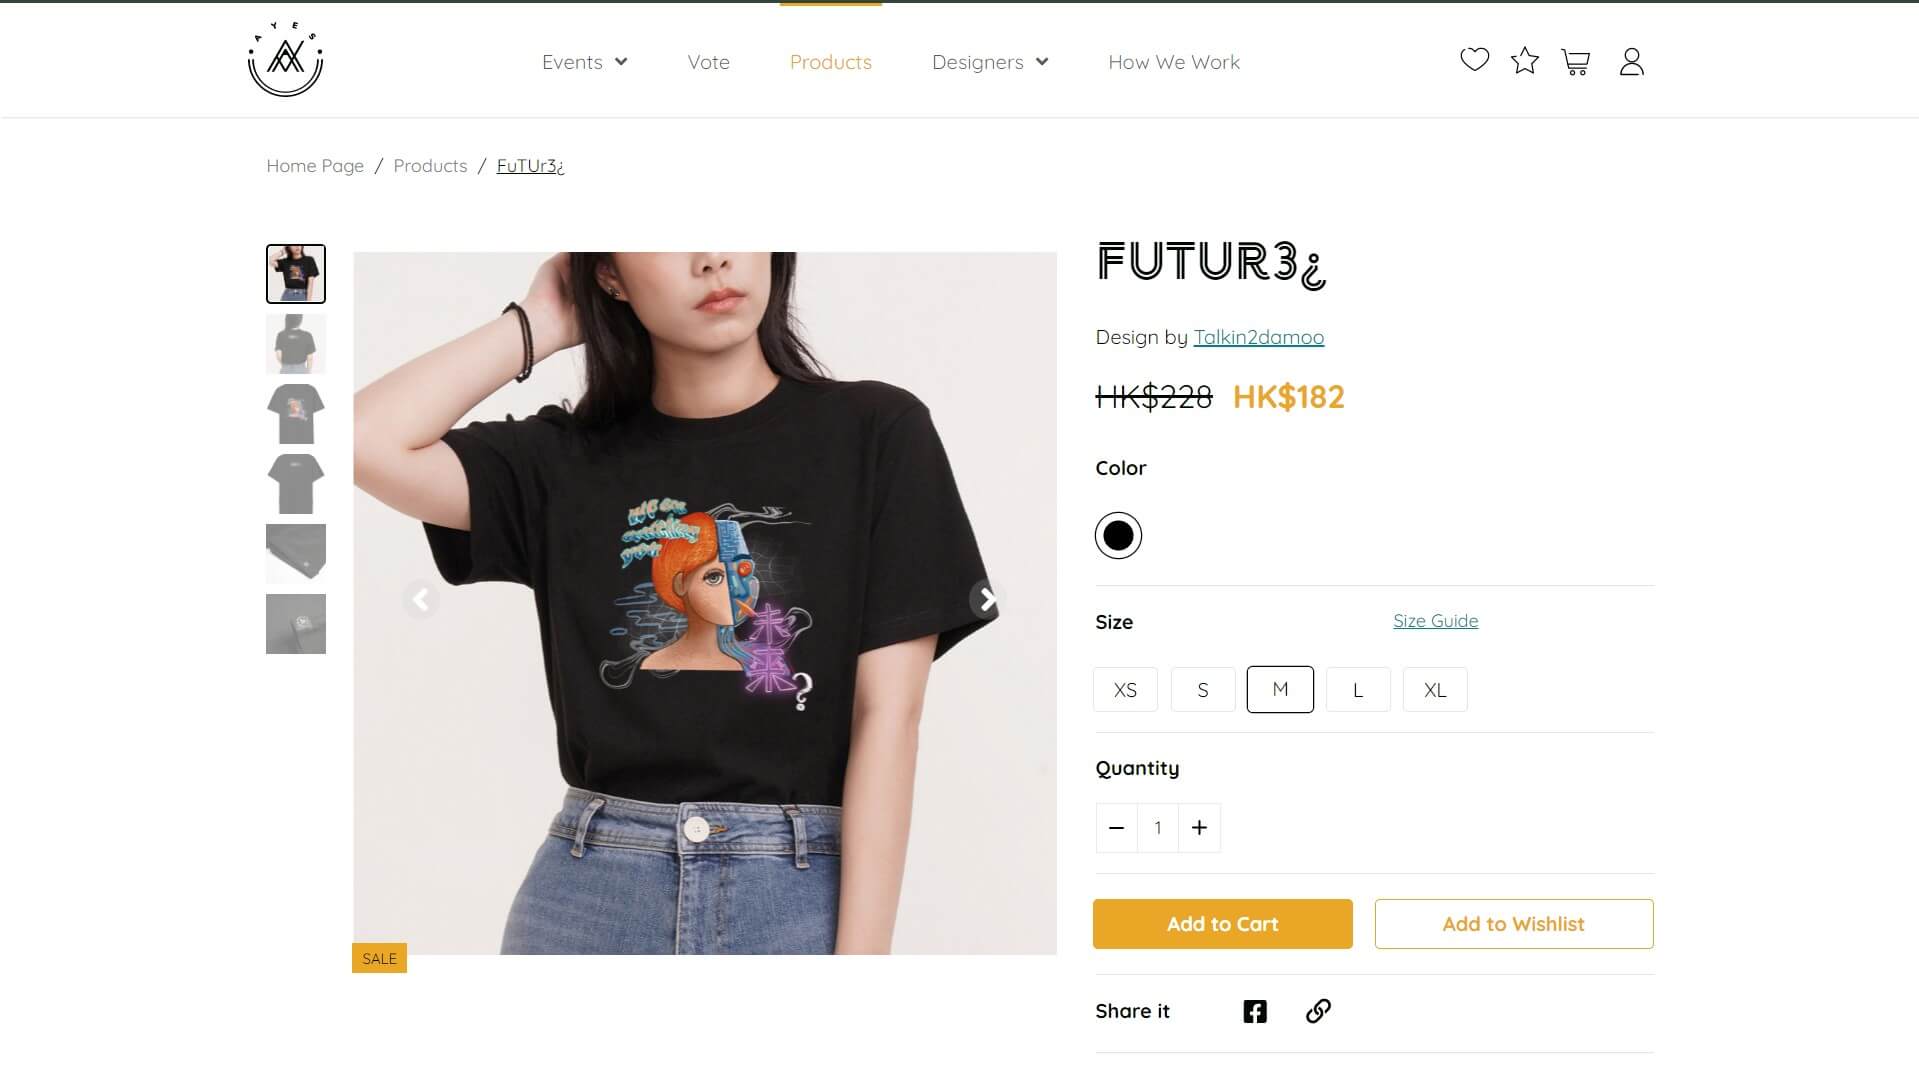 AYES
Events
Vote
Products
Designers
How We Work
Home Page / Products / FuTUr3¿
FUTUR3¿
Design by Talkin2damoo
HK$228 HK$182
Color
Size
Size Guide
XS
S
M
L
XL
Quantity
1
Add to Cart
Add to Wishlist
Share it
未
来
?
SALE